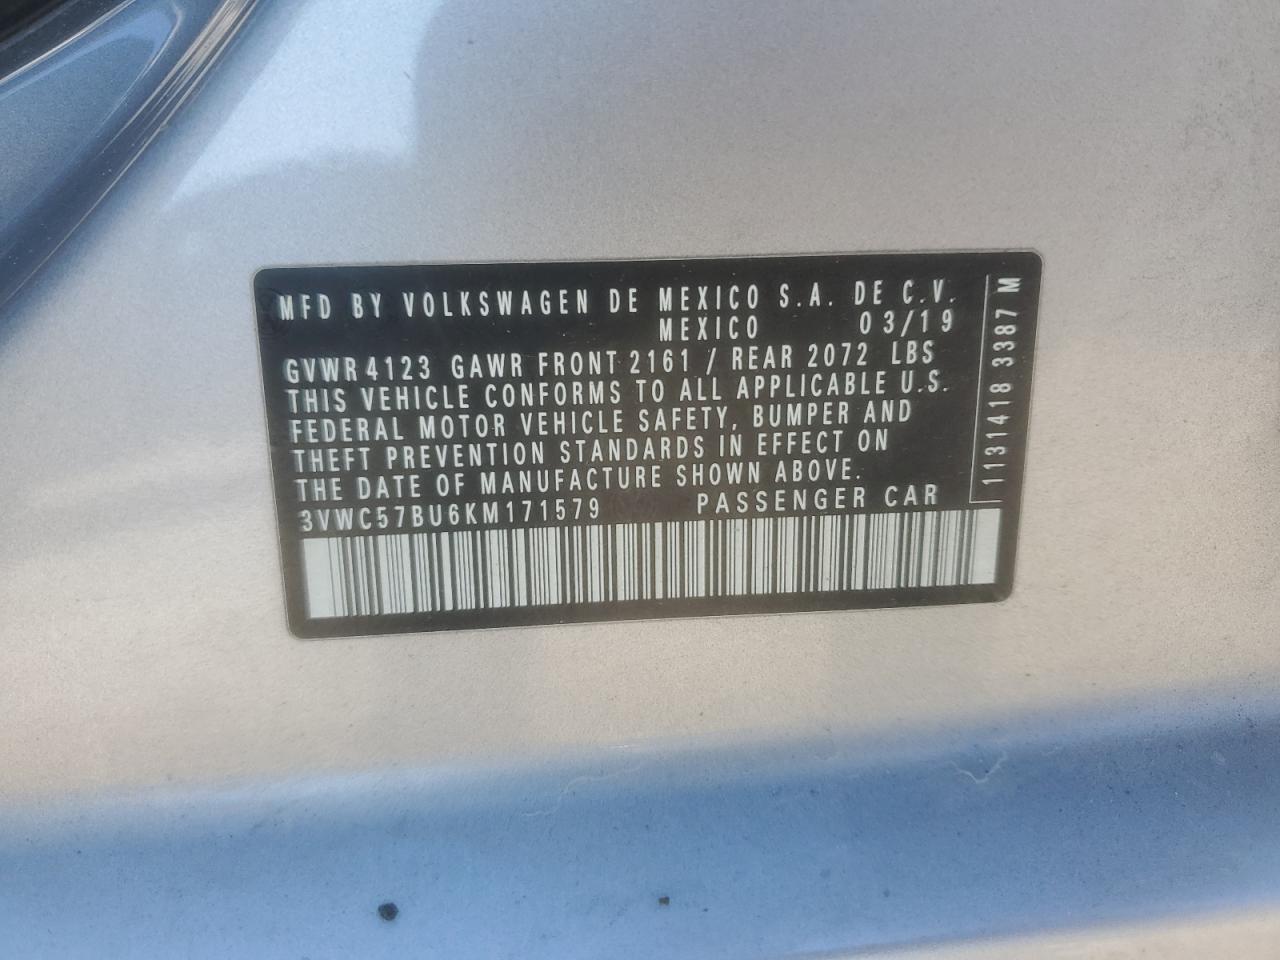 MFD BY VOLKSWAGEN DE MEXICO S.A. DE C.V.
MEXICO 03/19
GVWR 4123 GAWR FRONT 2161 / REAR 2072 LBS
THIS VEHICLE CONFORMS TO ALL APPLICABLE U.S.
FEDERAL MOTOR VEHICLE SAFETY, BUMPER AND
THEFT PREVENTION STANDARDS IN EFFECT ON
THE DATE OF MANUFACTURE SHOWN ABOVE.
3VWC57BU6KM171579 PASSENGER CAR
1131418 3387 M